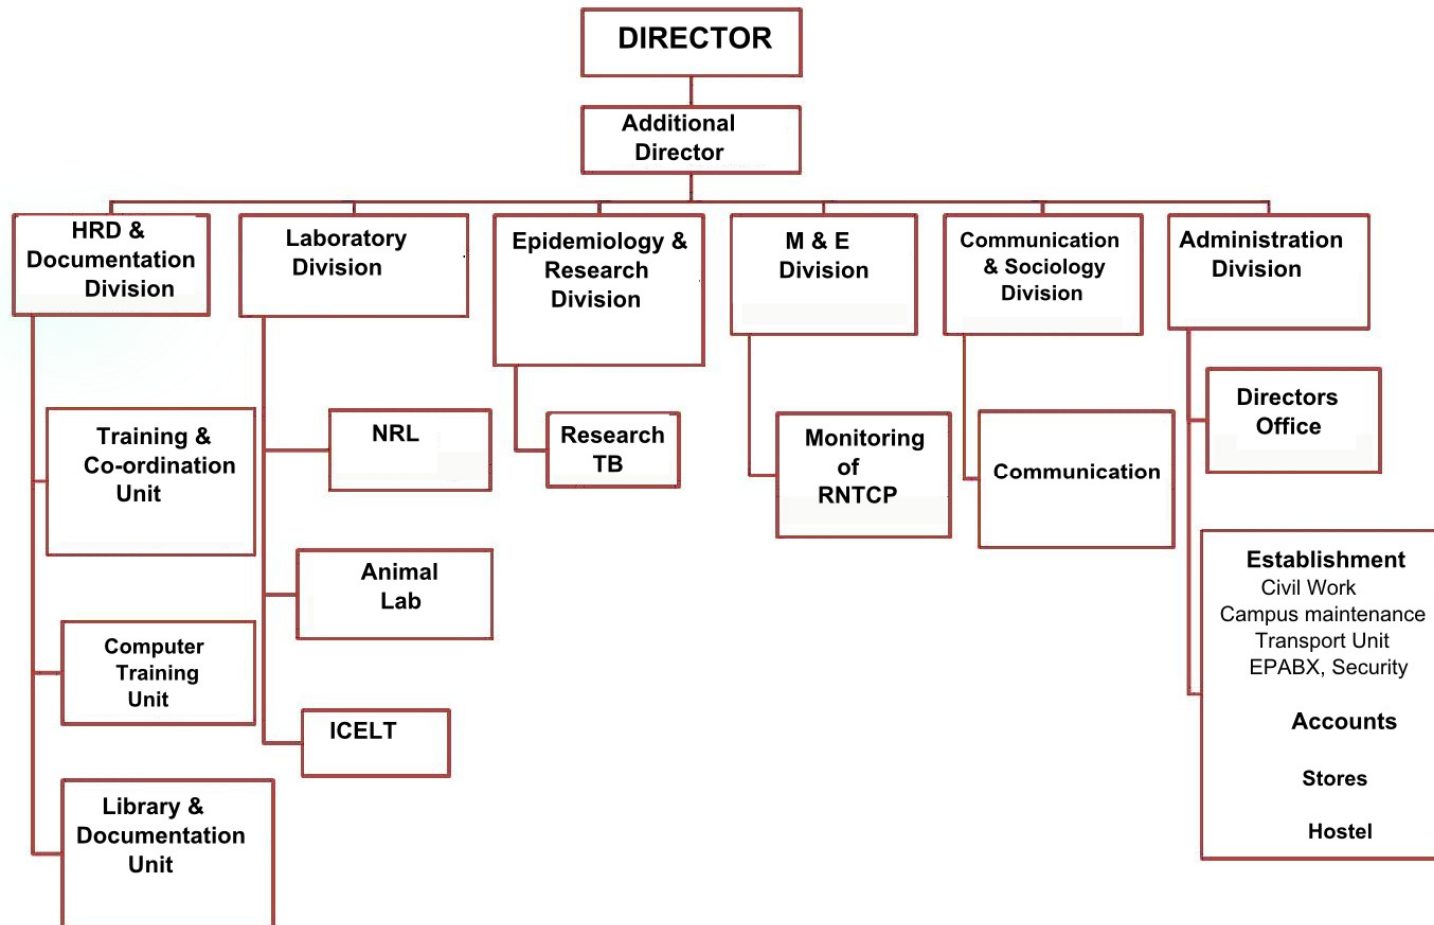 DIRECTOR
Additional
Director
HRD &
Documentation
Division
Laboratory
Division
Epidemiology &
Research
Division
M & E
Division
Communication
& Sociology
Division
Administration
Division
Training &
Co-ordination
Unit
Computer
Training
Unit
Library &
Documentation
Unit
NRL
Animal
Lab
ICELT
Research
TB
Monitoring
of
RNTCP
Communication
Directors
Office
Establishment
Civil Work
Campus maintenance
Transport Unit
EPABX, Security
Accounts
Stores
Hostel